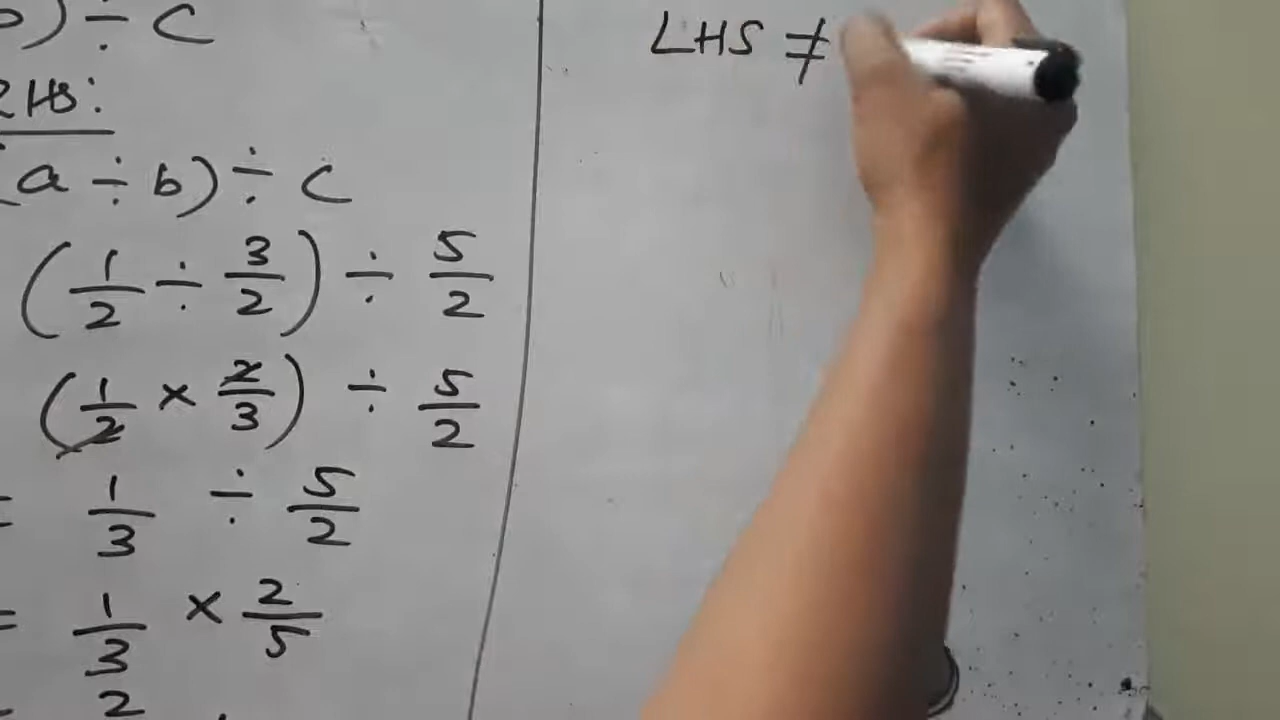 ) ÷ C
RHS:
(a ÷ b) ÷ C
(1/2 ÷ 3/2) ÷ 5/2
(1/2 × 2/3) ÷ 5/2
= 1/3 ÷ 5/2
= 1/3 × 2/5
2
LHS ≠